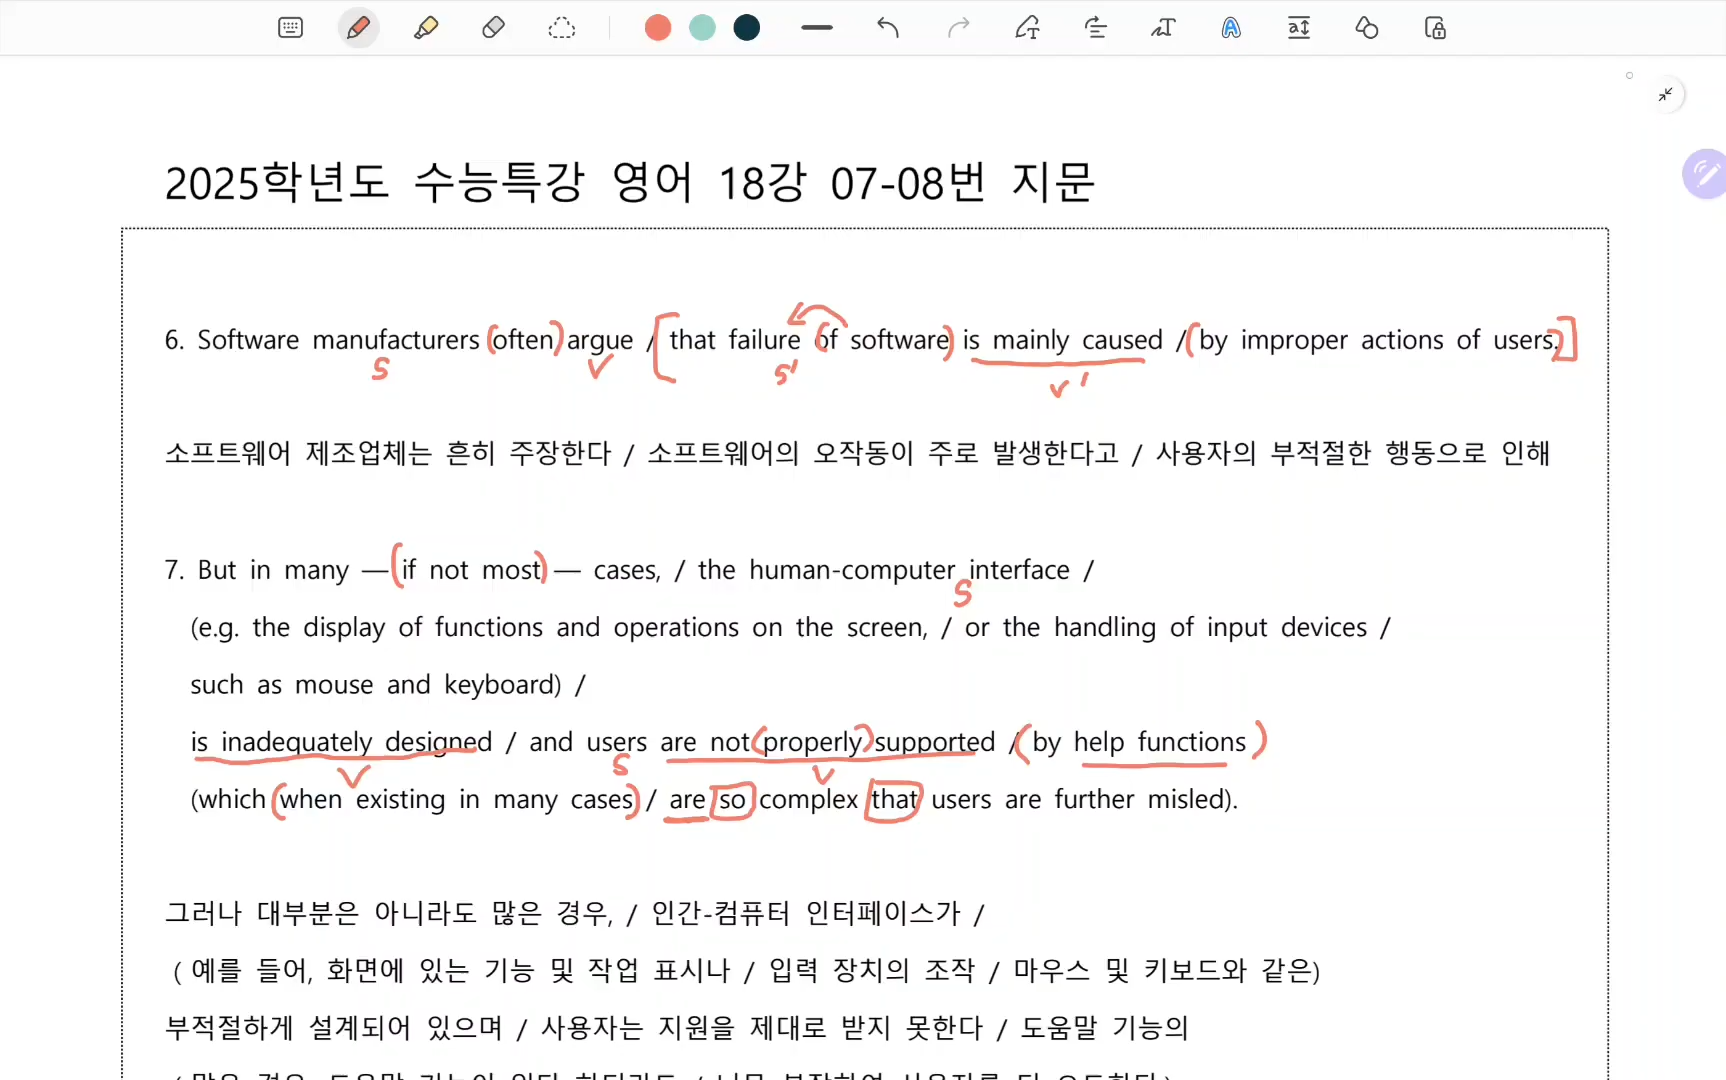 2025학년도 수능특강 영어 18강 07-08번 지문
6. Software manufacturers (often) argue / [that failure (of software) is mainly caused / (by improper actions of users.)]
S V S' V'
소프트웨어 제조업체는 흔히 주장한다 / 소프트웨어의 오작동이 주로 발생한다고 / 사용자의 부적절한 행동으로 인해
7. But in many — (if not most) — cases, / the human-computer interface /
S
(e.g. the display of functions and operations on the screen, / or the handling of input devices /
such as mouse and keyboard) /
is inadequately designed / and users are not (properly) supported / (by help functions)
V S V
(which (when existing in many cases) / are so complex that users are further misled).
그러나 대부분은 아니라도 많은 경우, / 인간-컴퓨터 인터페이스가 /
( 예를 들어, 화면에 있는 기능 및 작업 표시나 / 입력 장치의 조작 / 마우스 및 키보드와 같은)
부적절하게 설계되어 있으며 / 사용자는 지원을 제대로 받지 못한다 / 도움말 기능의